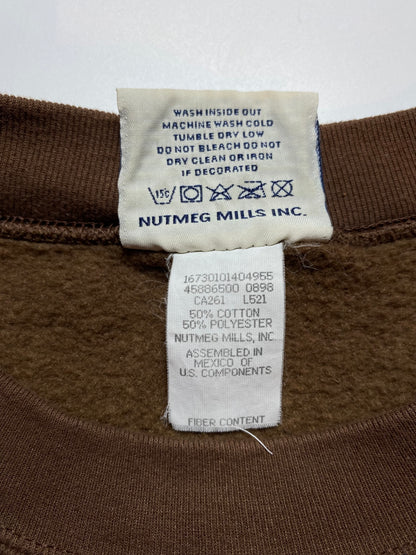 WASH INSIDE OUT
MACHINE WASH COLD
TUMBLE DRY LOW
DO NOT BLEACH DO NOT
DRY CLEAN OR IRON
IF DECORATED
NUTMEG MILLS INC.
16730101404955
45886500 0898
CA261 L521
50% COTTON
50% POLYESTER
NUTMEG MILLS, INC.
ASSEMBLED IN
MEXICO OF
U.S. COMPONENTS
FIBER CONTENT